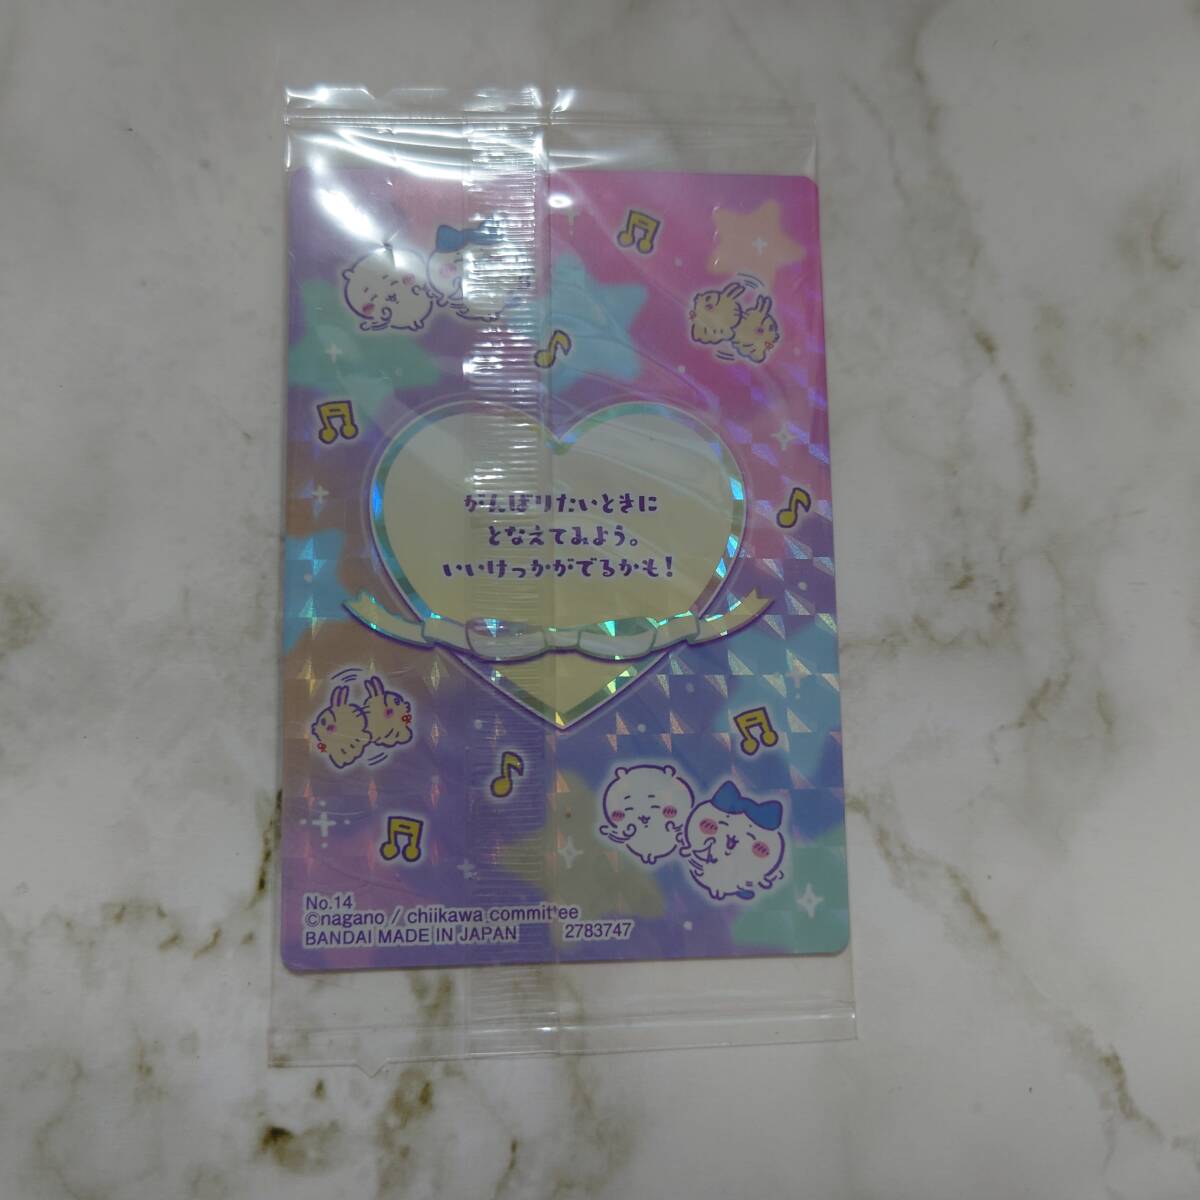 がんばりたいときに
となえてみよう。
いいけっかがでるかも!
No.14
©nagano / chiikawa committee
BANDAI MADE IN JAPAN 2783747